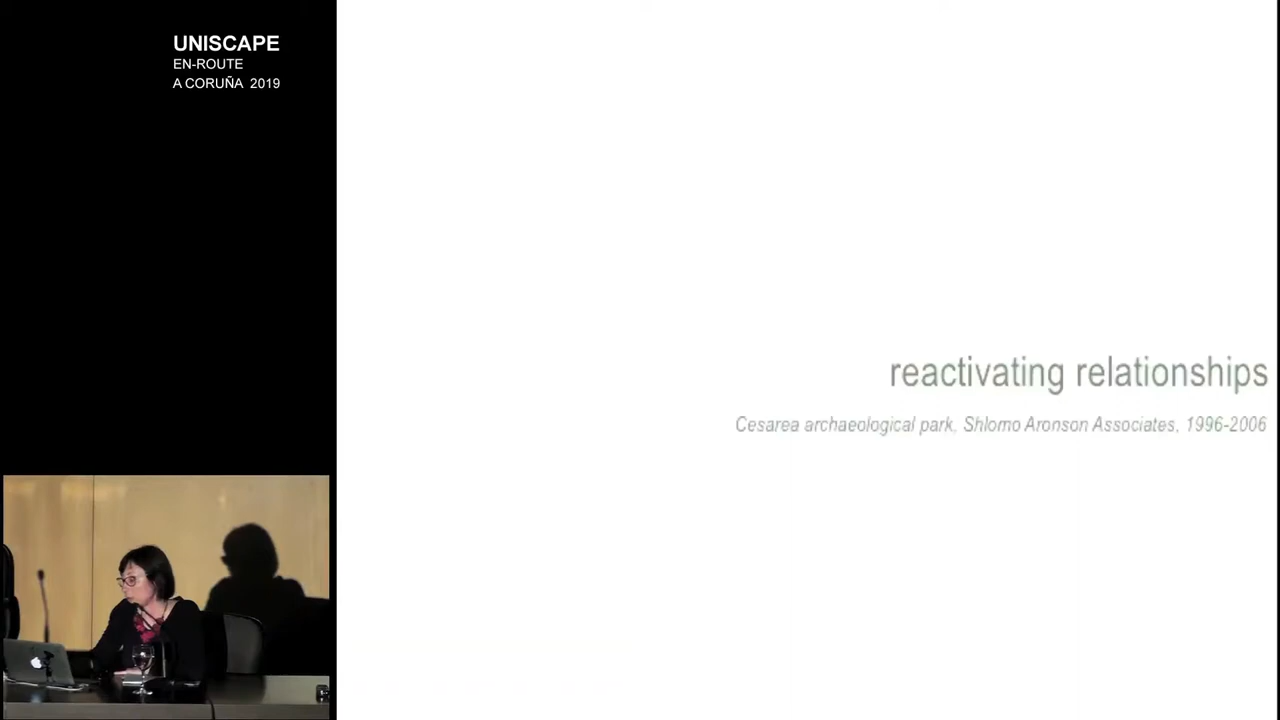 UNISCAPE
EN-ROUTE
A CORUÑA 2019
reactivating relationships
Cesarea archaeological park, Shlomo Aronson Associates, 1996-2006